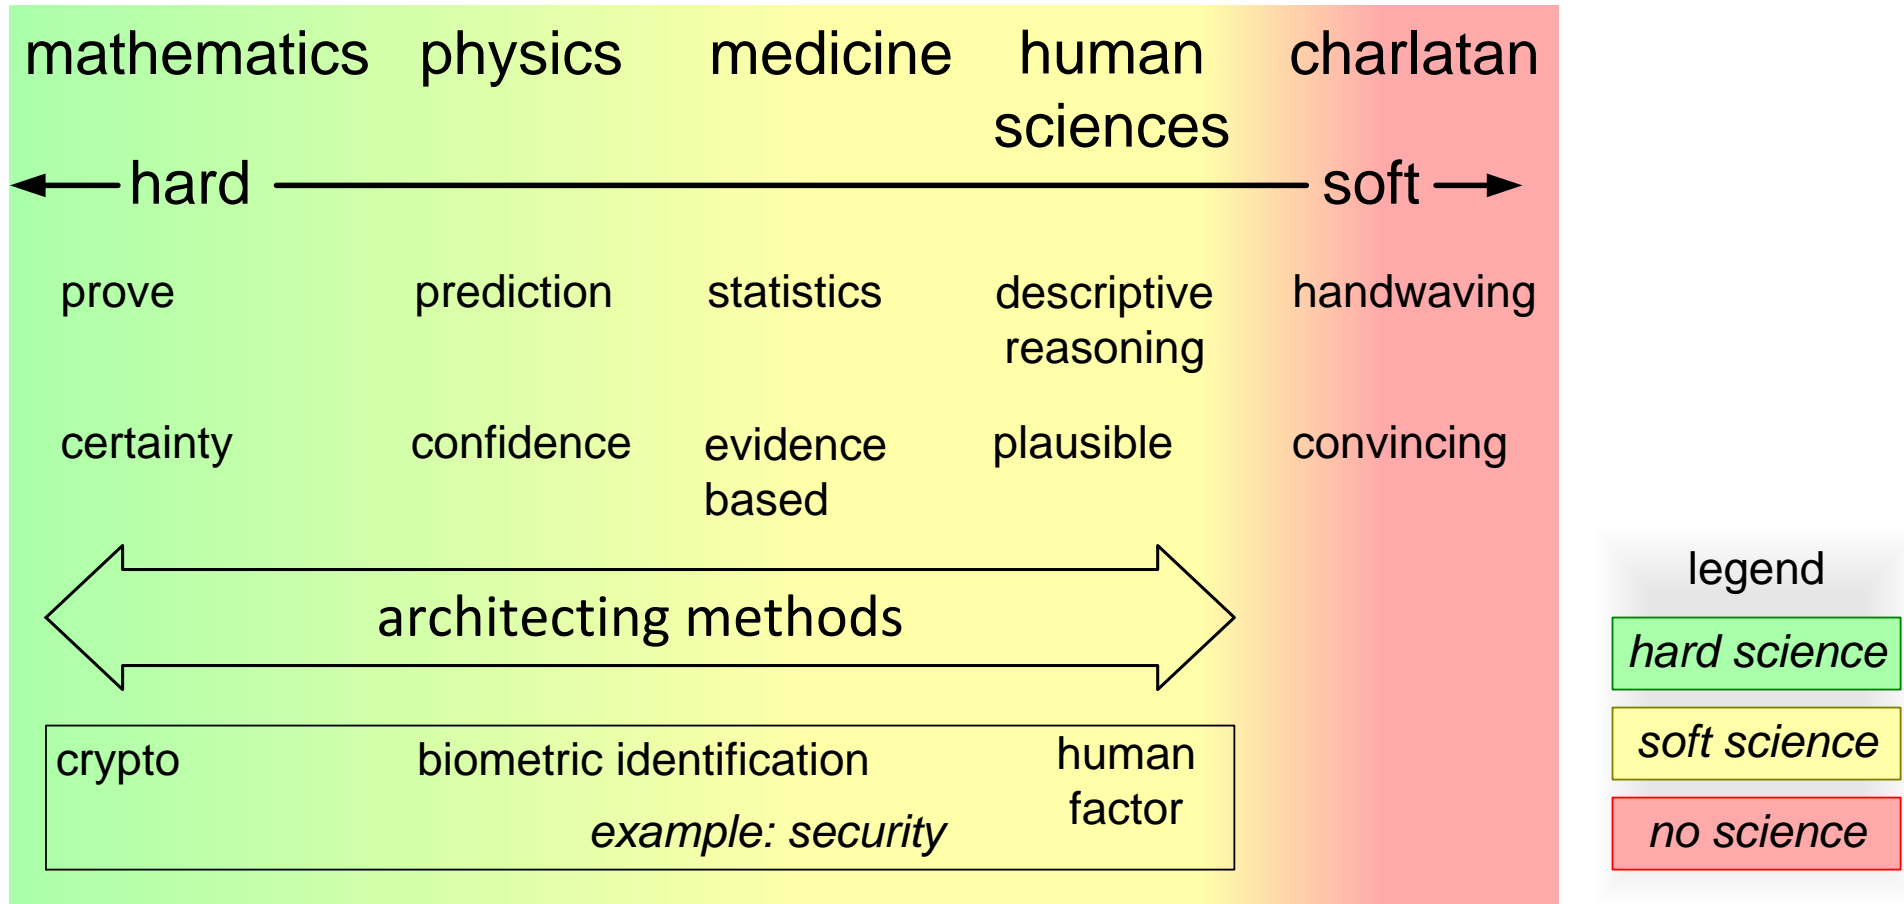 mathematics physics medicine human charlatan
sciences
hard soft
prove prediction statistics descriptive handwaving
reasoning
certainty confidence evidence plausible convincing
based
architecting methods
crypto biometric identification human
factor
example: security
legend
hard science
soft science
no science